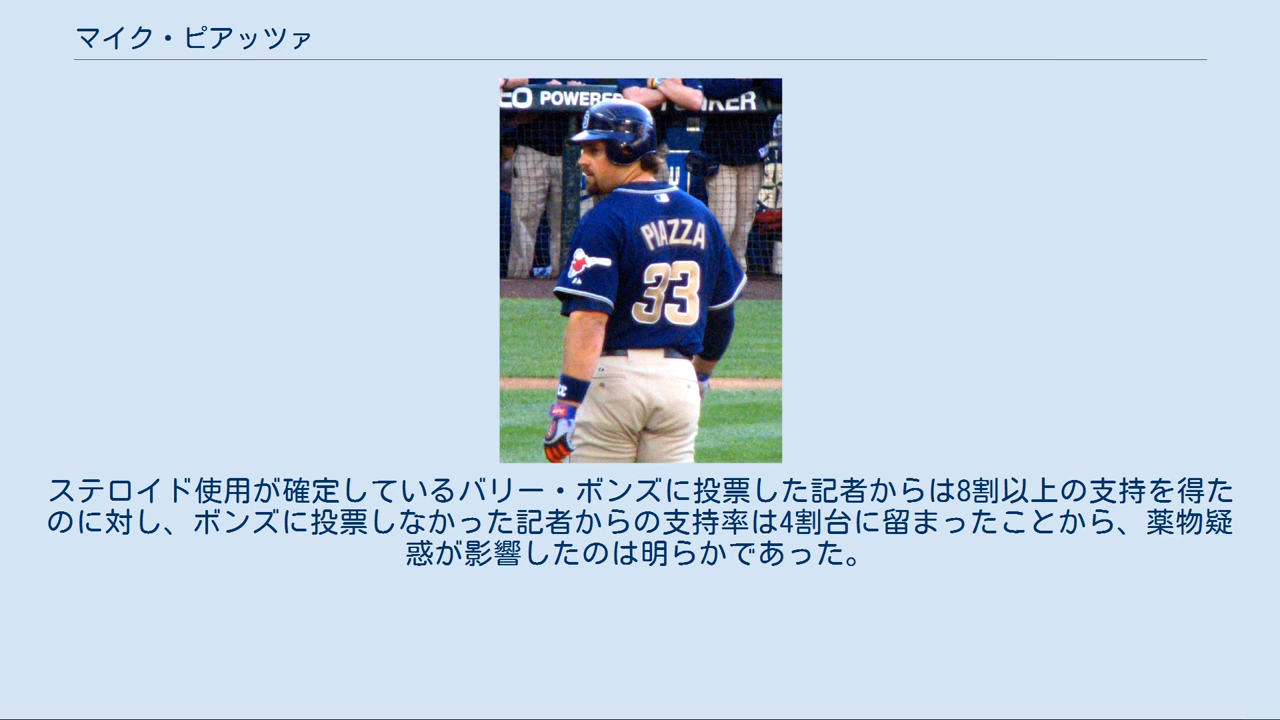 マイク・ピアッツァ
EO POWERED
KER
PIAZZA
33
ステロイド使用が確定しているバリー・ボンズに投票した記者からは8割以上の支持を得た
のに対し、ボンズに投票しなかった記者からの支持率は4割台に留まったことから、薬物疑
惑が影響したのは明らかであった。